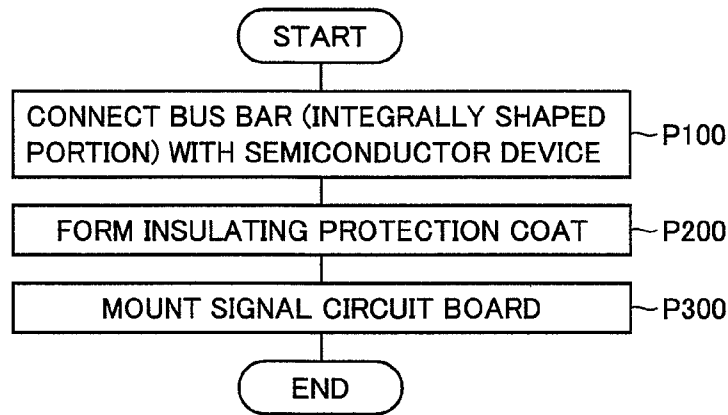 START
CONNECT BUS BAR (INTEGRALLY SHAPED
PORTION) WITH SEMICONDUCTOR DEVICE
P100
FORM INSULATING PROTECTION COAT
P200
MOUNT SIGNAL CIRCUIT BOARD
P300
END